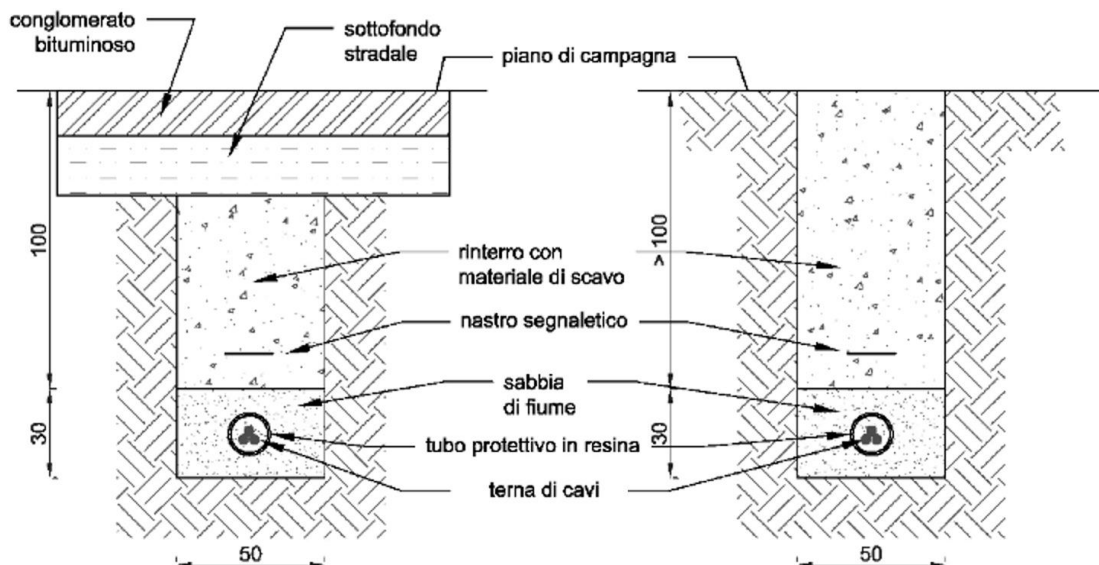 conglomerato
bituminoso
sottofondo
stradale
piano di campagna
100
> 100
rinterro con
materiale di scavo
nastro segnaletico
sabbia
di fiume
30
30
tubo protettivo in resina
terna di cavi
50
50